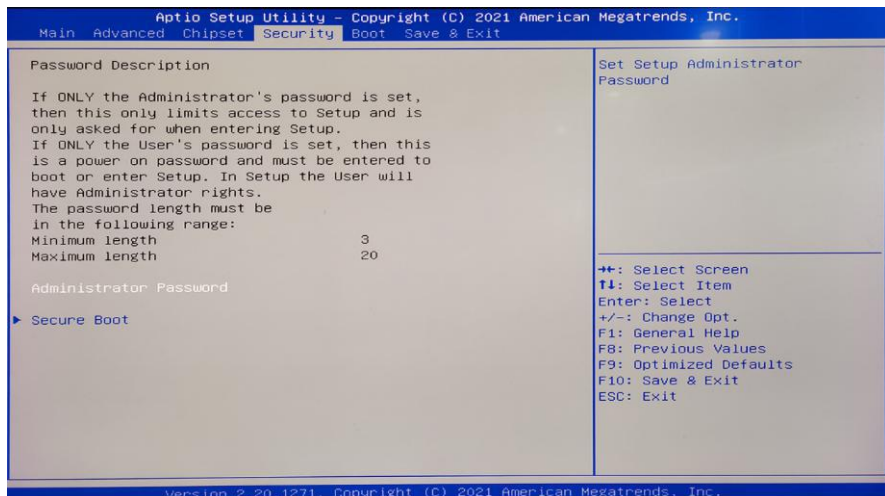 Aptio Setup Utility – Copyright (C) 2021 American Megatrends, Inc.
Main Advanced Chipset Security Boot Save & Exit
Password Description
If ONLY the Administrator's password is set,
then this only limits access to Setup and is
only asked for when entering Setup.
If ONLY the User's password is set, then this
is a power on password and must be entered to
boot or enter Setup. In Setup the User will
have Administrator rights.
The password length must be
in the following range:
Minimum length 3
Maximum length 20
Administrator Password
► Secure Boot
Set Setup Administrator
Password
→←: Select Screen
↑↓: Select Item
Enter: Select
+/-: Change Opt.
F1: General Help
F8: Previous Values
F9: Optimized Defaults
F10: Save & Exit
ESC: Exit
Version 2.20.1271. Copyright (C) 2021 American Megatrends, Inc.